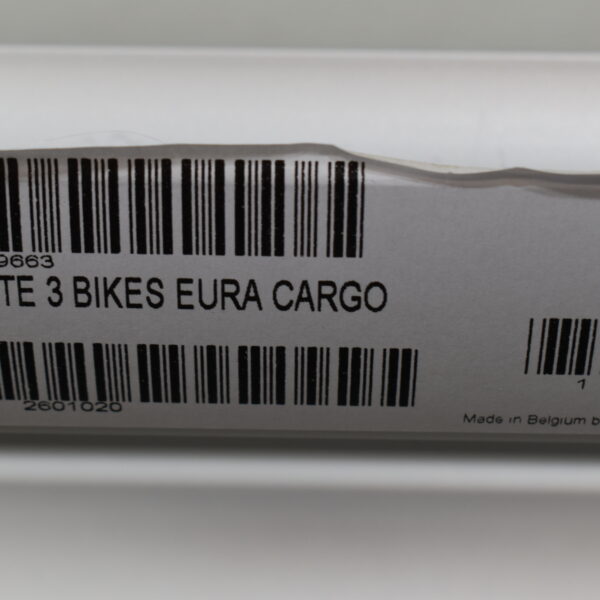 9663
TE 3 BIKES EURA CARGO
2601020
1
Made in Belgium b